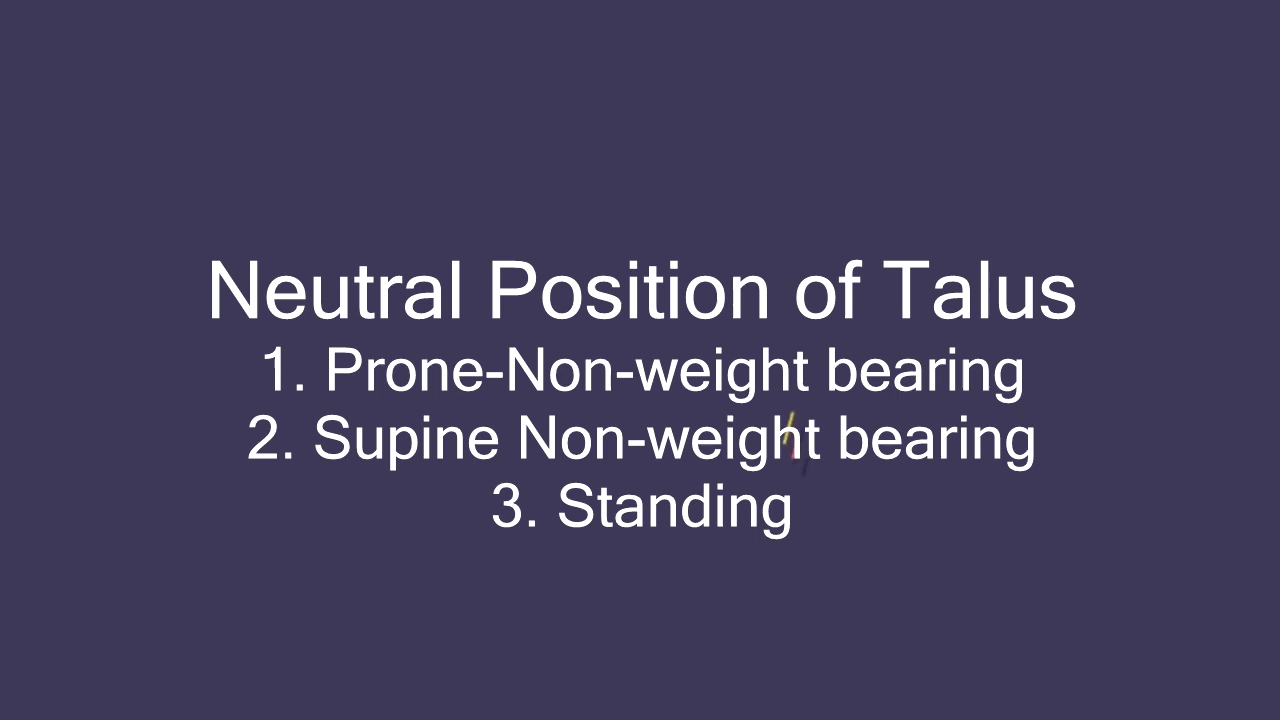 Neutral Position of Talus
1. Prone-Non-weight bearing
2. Supine Non-weight bearing
3. Standing